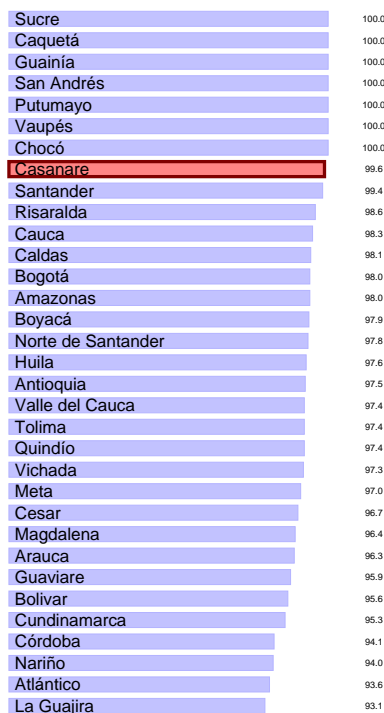 Sucre 100.0
Caquetá 100.0
Guainía 100.0
San Andrés 100.0
Putumayo 100.0
Vaupés 100.0
Chocó 100.0
Casanare 99.6
Santander 99.4
Risaralda 98.6
Cauca 98.3
Caldas 98.1
Bogotá 98.0
Amazonas 98.0
Boyacá 97.9
Norte de Santander 97.8
Huila 97.6
Antioquia 97.5
Valle del Cauca 97.4
Tolima 97.4
Quindío 97.4
Vichada 97.3
Meta 97.0
Cesar 96.7
Magdalena 96.4
Arauca 96.3
Guaviare 95.9
Bolivar 95.6
Cundinamarca 95.3
Córdoba 94.1
Nariño 94.0
Atlántico 93.6
La Guajira 93.1